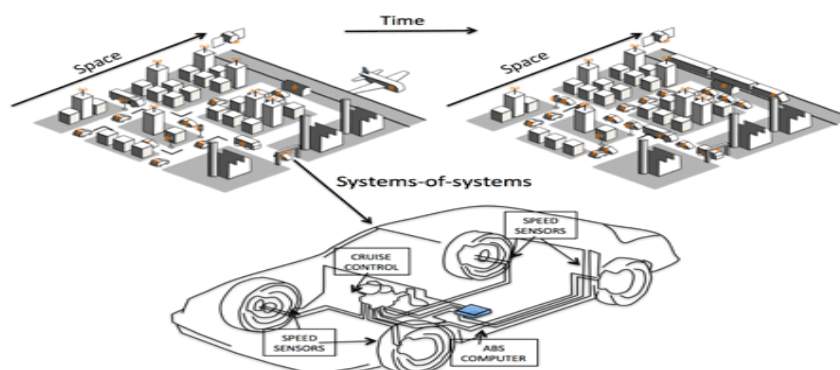 Time
Space
Space
Systems-of-systems
SPEED
SENSORS
CRUISE
CONTROL
SPEED
SENSORS
ABS
COMPUTER